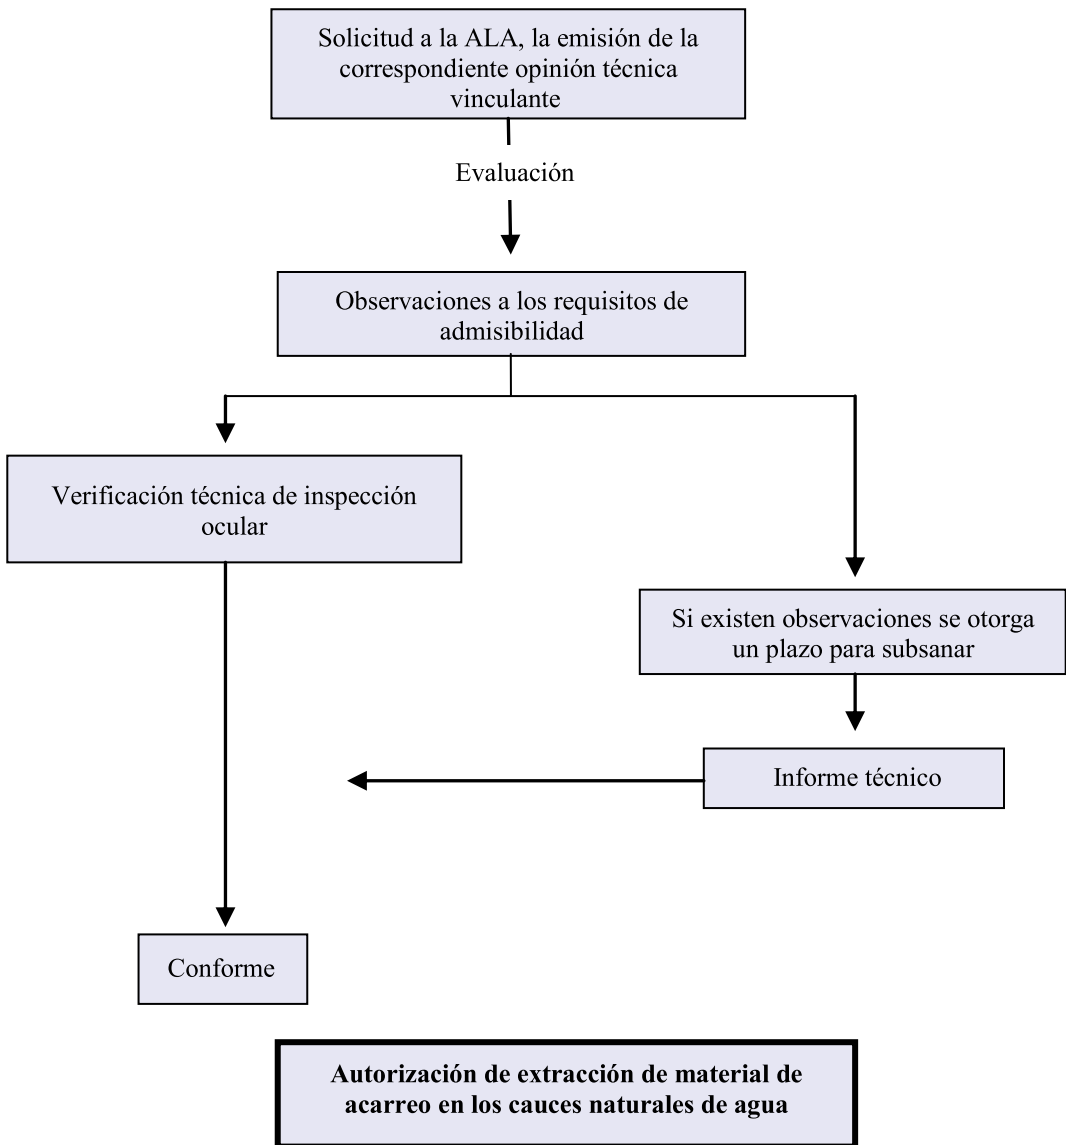 Solicitud a la ALA, la emisión de la
correspondiente opinión técnica
vinculante
Evaluación
Observaciones a los requisitos de
admisibilidad
Verificación técnica de inspección
ocular
Si existen observaciones se otorga
un plazo para subsanar
Informe técnico
Conforme
Autorización de extracción de material de
acarreo en los cauces naturales de agua